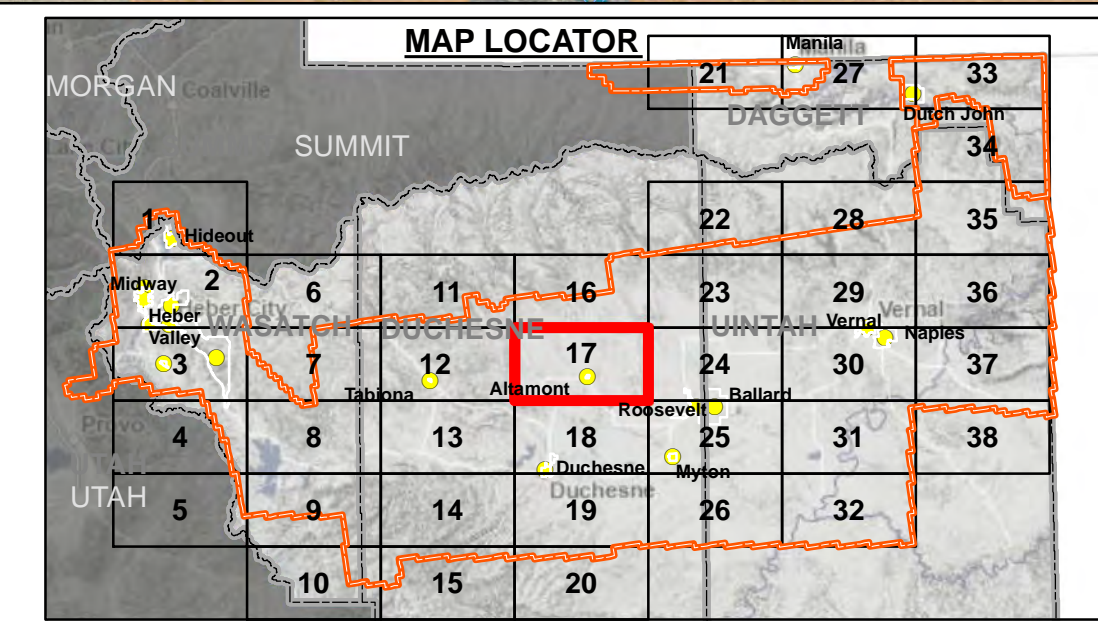 MAP LOCATOR
Manila
Manila
21
27
33
MORGAN
Coalville
DAGGETT
Dutch John
SUMMIT
34
1
22
28
35
Hideout
Midway
2
6
11
16
23
29
36
Heber City
Heber
Valley
WASATCH
DUCHESNE
UINTAH
Vernal
Vernal
Naples
3
7
12
17
24
30
37
Tabiona
Altamont
Roosevelt
Ballard
Provo
4
8
13
18
25
31
38
Duchesne
Myton
UTAH
Duchesne
5
9
14
19
26
32
10
15
20